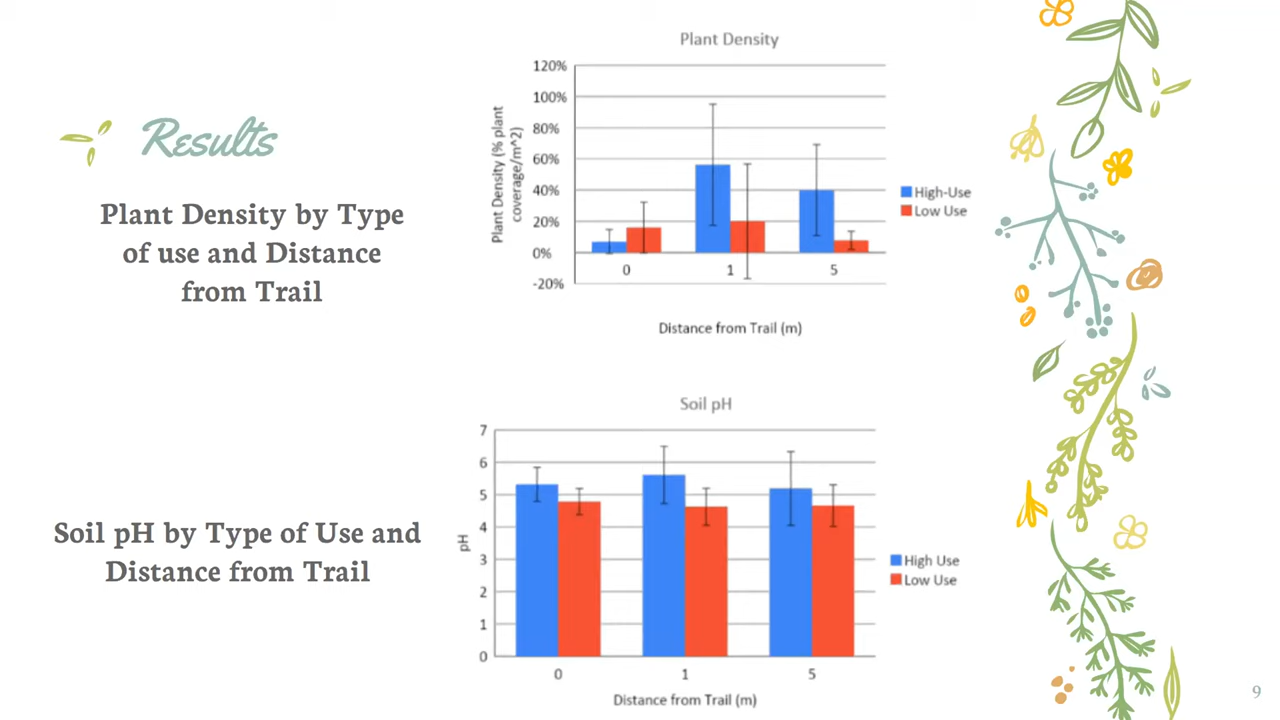 Results
Plant Density by Type
of use and Distance
from Trail
Plant Density
Plant Density (% plant
coverage/m^2)
120%
100%
80%
60%
40%
20%
0%
-20%
0 1 5
Distance from Trail (m)
High-Use
Low Use
Soil pH by Type of Use and
Distance from Trail
Soil pH
pH
7
6
5
4
3
2
1
0
0 1 5
Distance from Trail (m)
High Use
Low Use
9